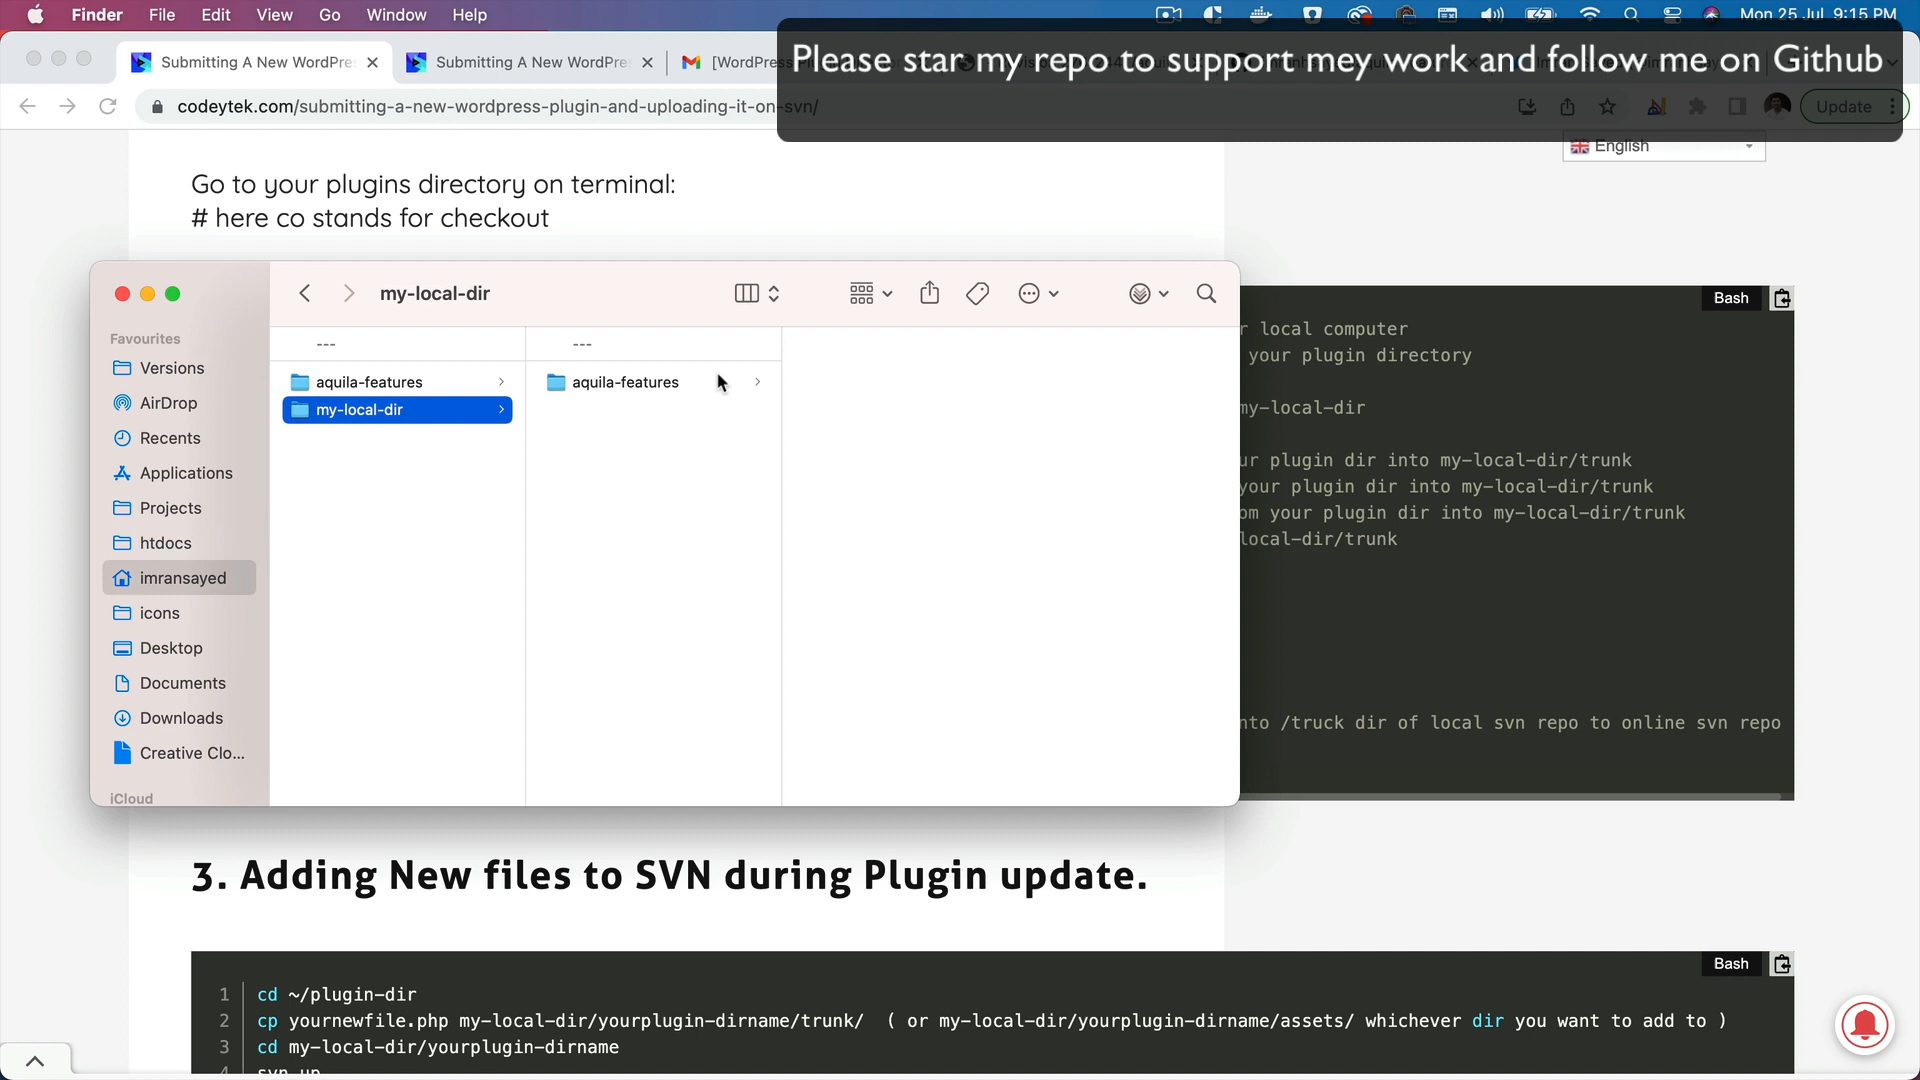 Finder File Edit View Go Window Help
Mon 25 Jul 9:15 PM
Submitting A New WordPres
Submitting A New WordPres
[WordPress
Please star my repo to support mey work and follow me on Github
codeytek.com/submitting-a-new-wordpress-plugin-and-uploading-it-on-svn/
Update
English
Go to your plugins directory on terminal:
# here co stands for checkout
my-local-dir
Favourites
Versions
AirDrop
Recents
Applications
Projects
htdocs
imransayed
icons
Desktop
Documents
Downloads
Creative Clo...
iCloud
---
aquila-features
my-local-dir
---
aquila-features
Bash
r local computer
your plugin directory
my-local-dir
ur plugin dir into my-local-dir/trunk
your plugin dir into my-local-dir/trunk
om your plugin dir into my-local-dir/trunk
local-dir/trunk
nto /truck dir of local svn repo to online svn repo
3. Adding New files to SVN during Plugin update.
Bash
1 cd ~/plugin-dir
2 cp yournewfile.php my-local-dir/yourplugin-dirname/trunk/ ( or my-local-dir/yourplugin-dirname/assets/ whichever dir you want to add to )
3 cd my-local-dir/yourplugin-dirname
4 svn up